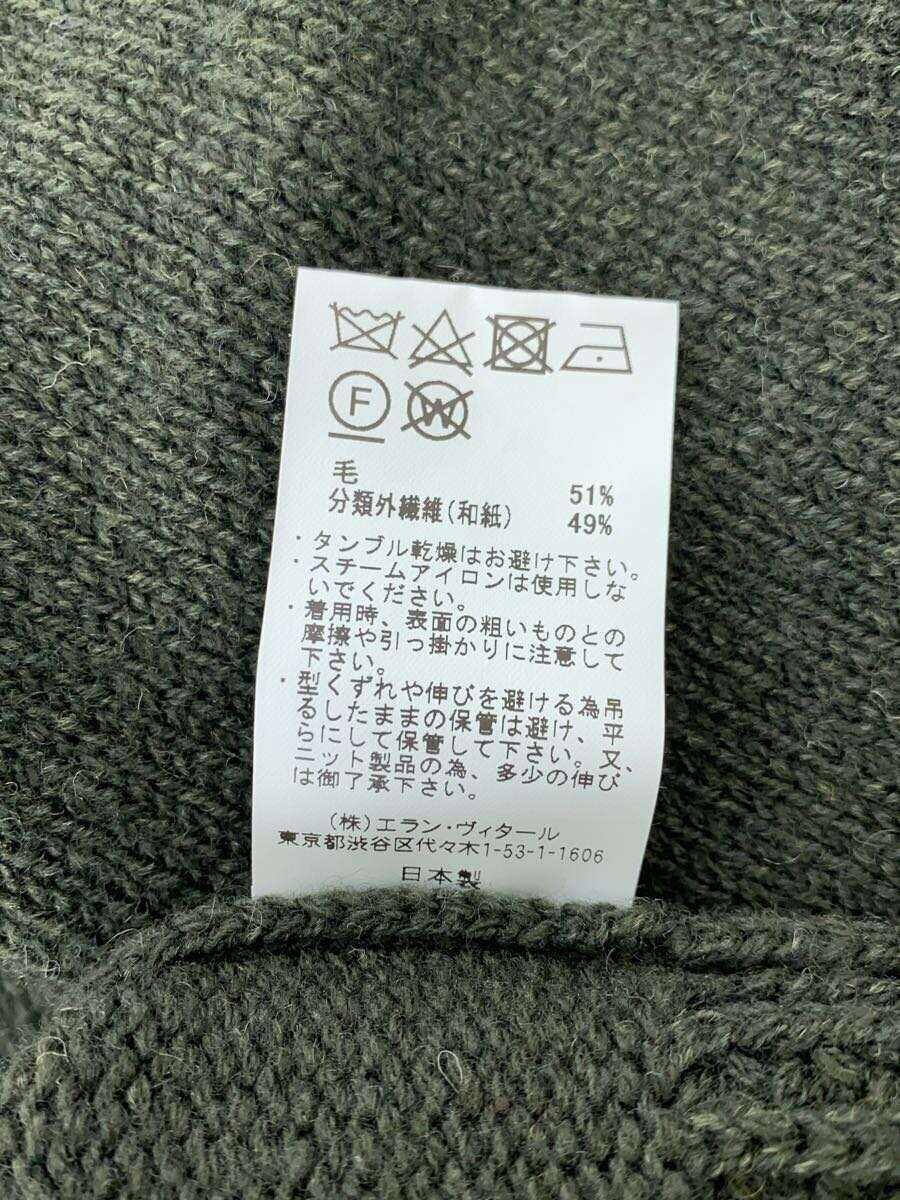 F W
毛 51%
分類外繊維(和紙) 49%
・タンブル乾燥はお避け下さい。
・スチームアイロンは使用しな
いでください。
・着用時、表面の粗いものとの
摩擦や引っ掛かりに注意して
下さい。
・型くずれや伸びを避ける為吊
るしたままの保管は避け、平
らにして保管して下さい。又、
ニット製品の為、多少の伸び
は御了承下さい。
(株)エラン・ヴィタール
東京都渋谷区代々木1-53-1-1606
日本製